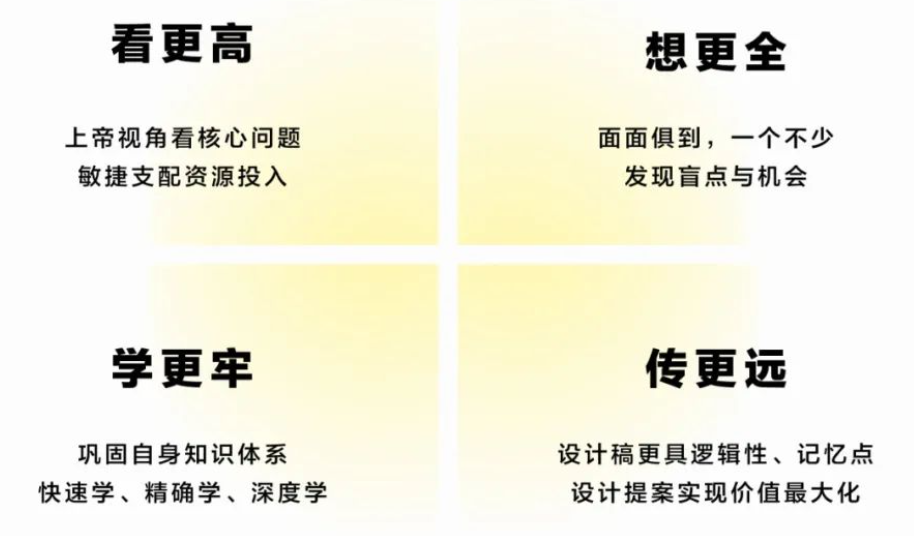 看更高
上帝视角看核心问题
敏捷支配资源投入
想更全
面面俱到，一个不少
发现盲点与机会
学更牢
巩固自身知识体系
快速学、精确学、深度学
传更远
设计稿更具逻辑性、记忆点
设计提案实现价值最大化